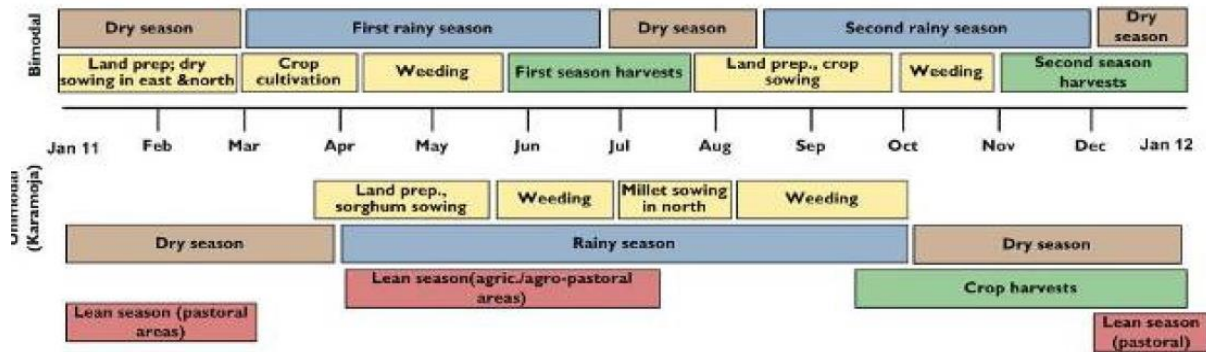 Bimodal
Dry season
First rainy season
Dry season
Second rainy season
Dry
season
Land prep; dry
sowing in east &north
Crop
cultivation
Weeding
First season harvests
Land prep., crop
sowing
Weeding
Second season
harvests
Jan 11 Feb Mar Apr May Jun Jul Aug Sep Oct Nov Dec Jan 12
(Karamoja)
Land prep.,
sorghum sowing
Weeding
Millet sowing
in north
Weeding
Dry season
Rainy season
Dry season
Lean season(agric./agro-pastoral
areas)
Crop harvests
Lean season (pastoral
areas)
Lean season
(pastoral)